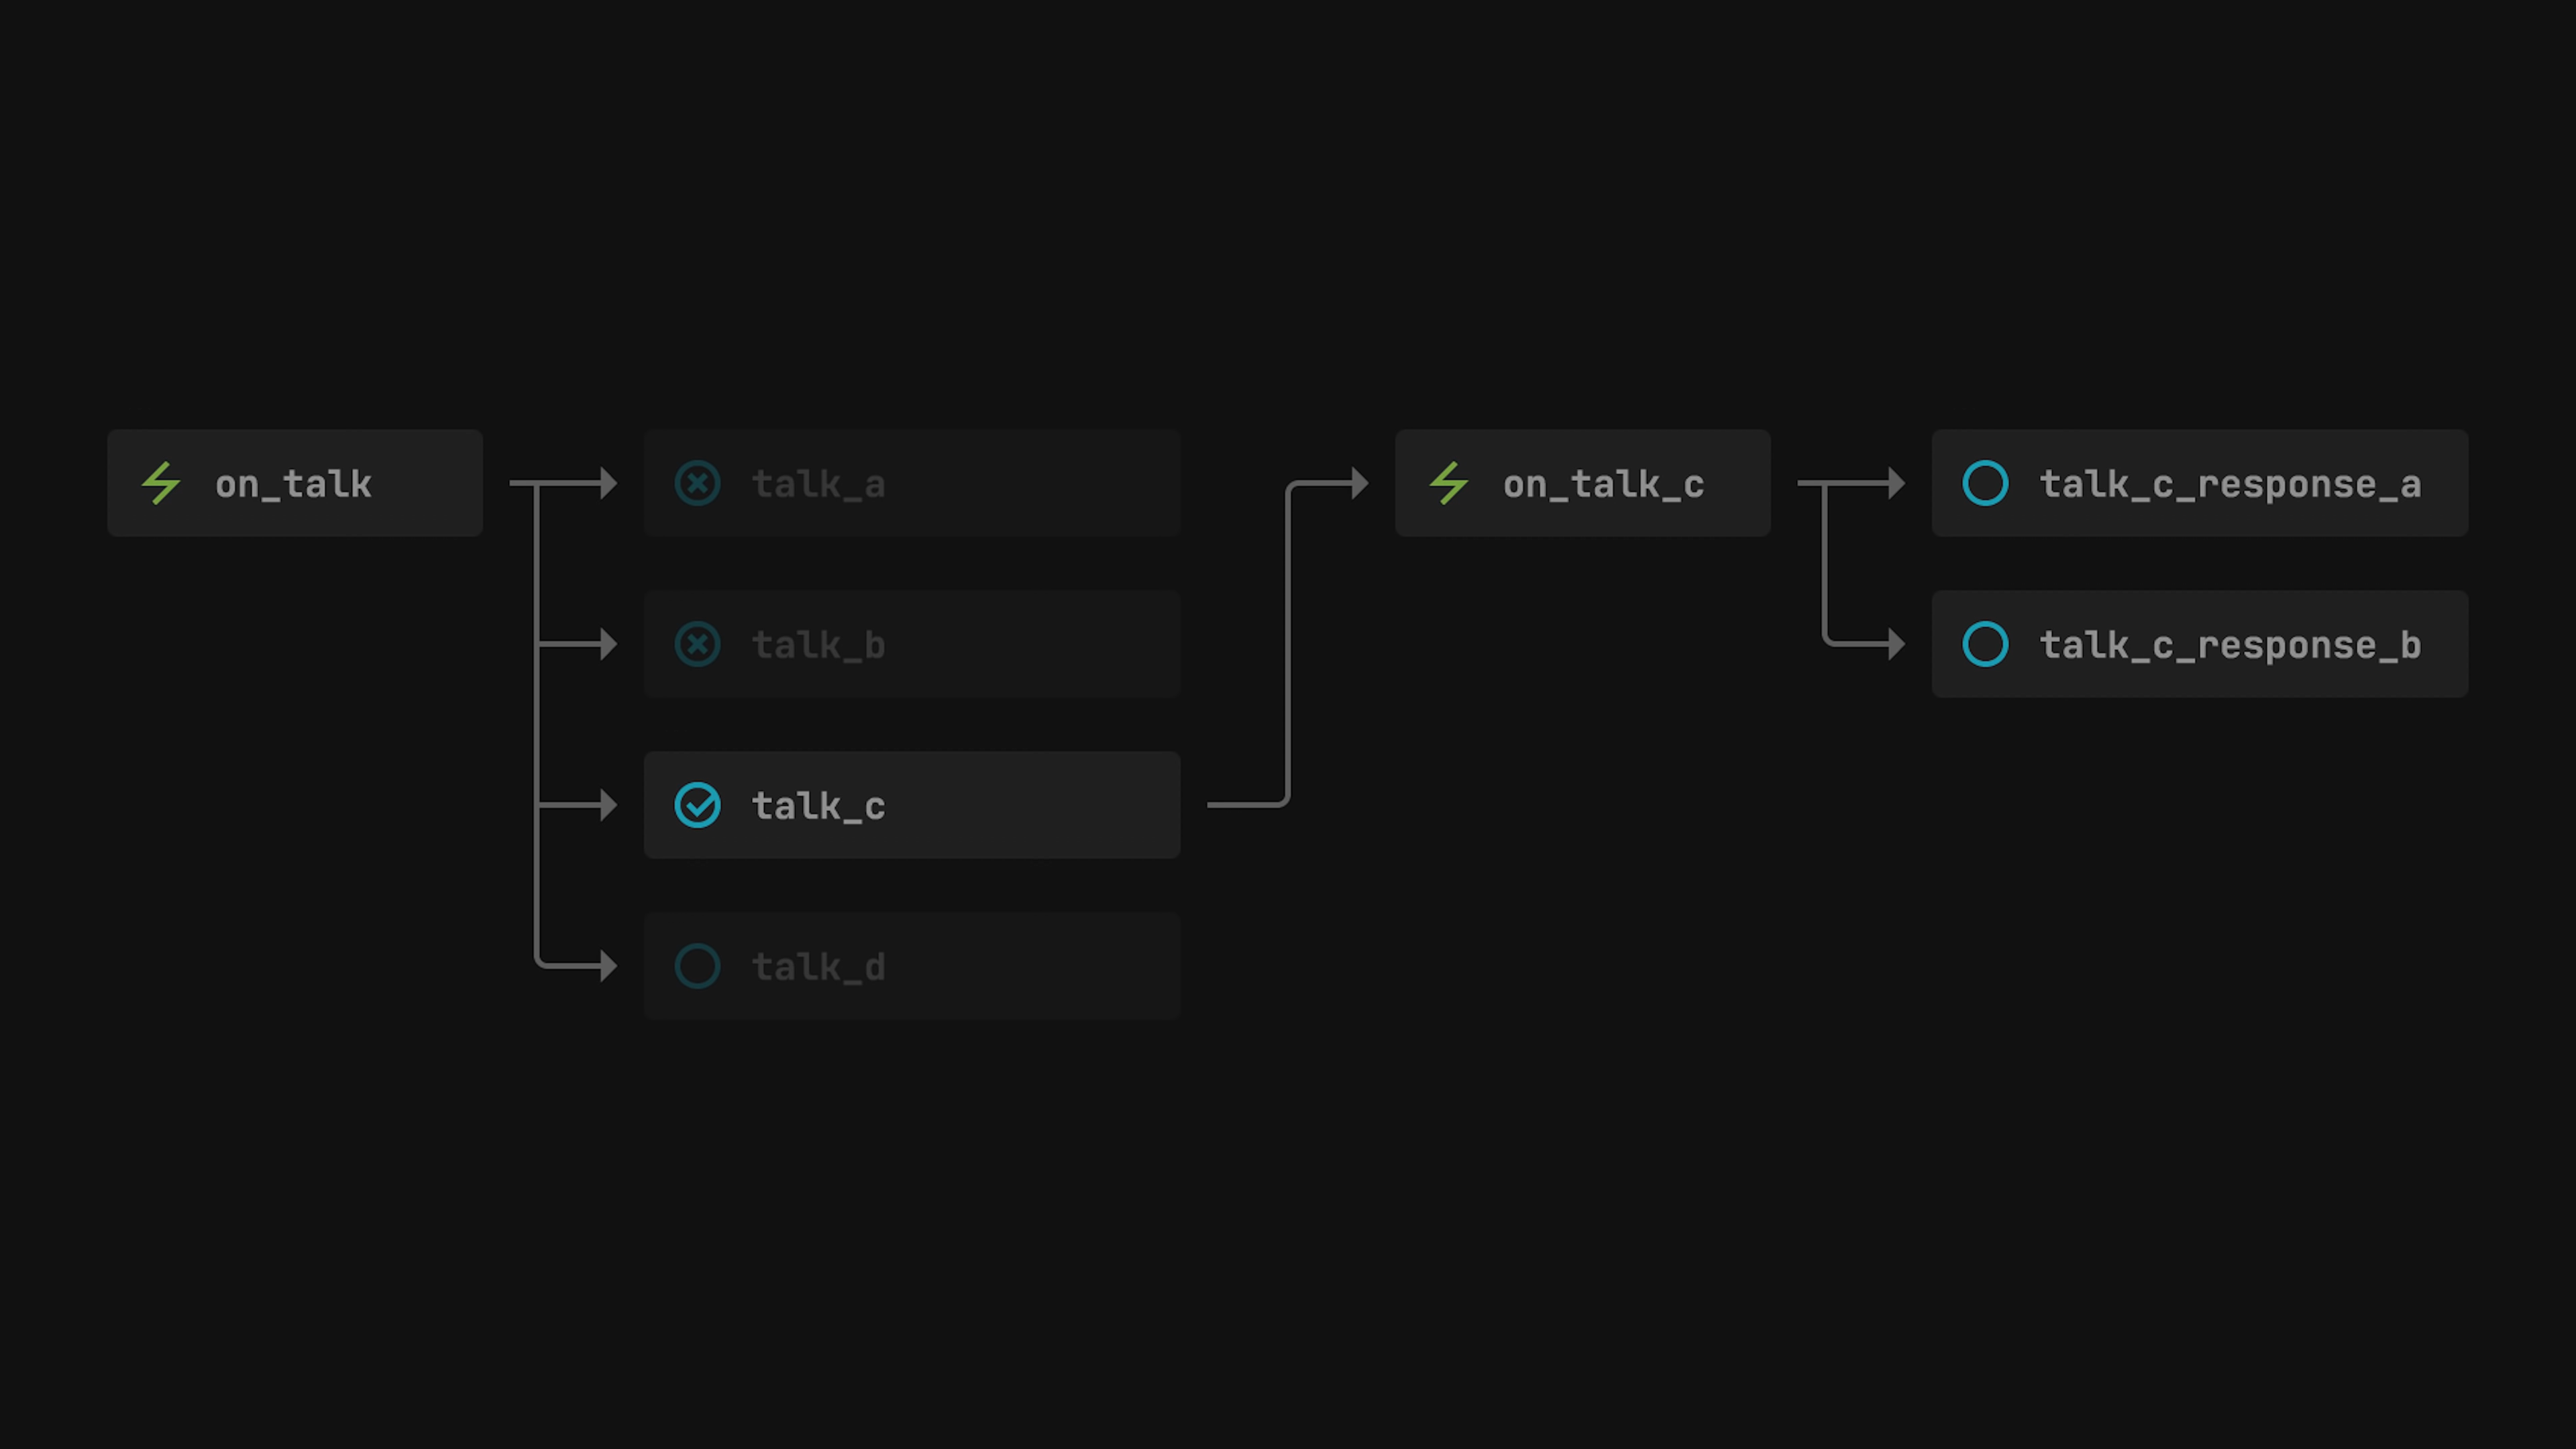 on_talk
talk_a
talk_b
talk_c
talk_d
on_talk_c
talk_c_response_a
talk_c_response_b